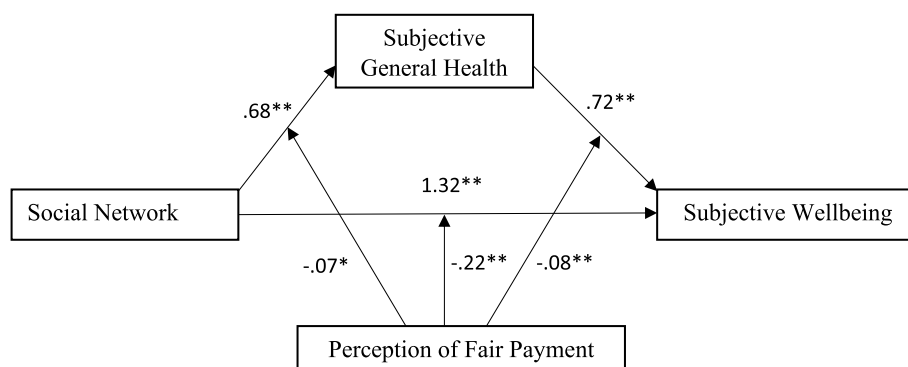 Subjective
General Health
.68**
.72**
1.32**
Social Network
Subjective Wellbeing
-.07*
-.22**
-.08**
Perception of Fair Payment